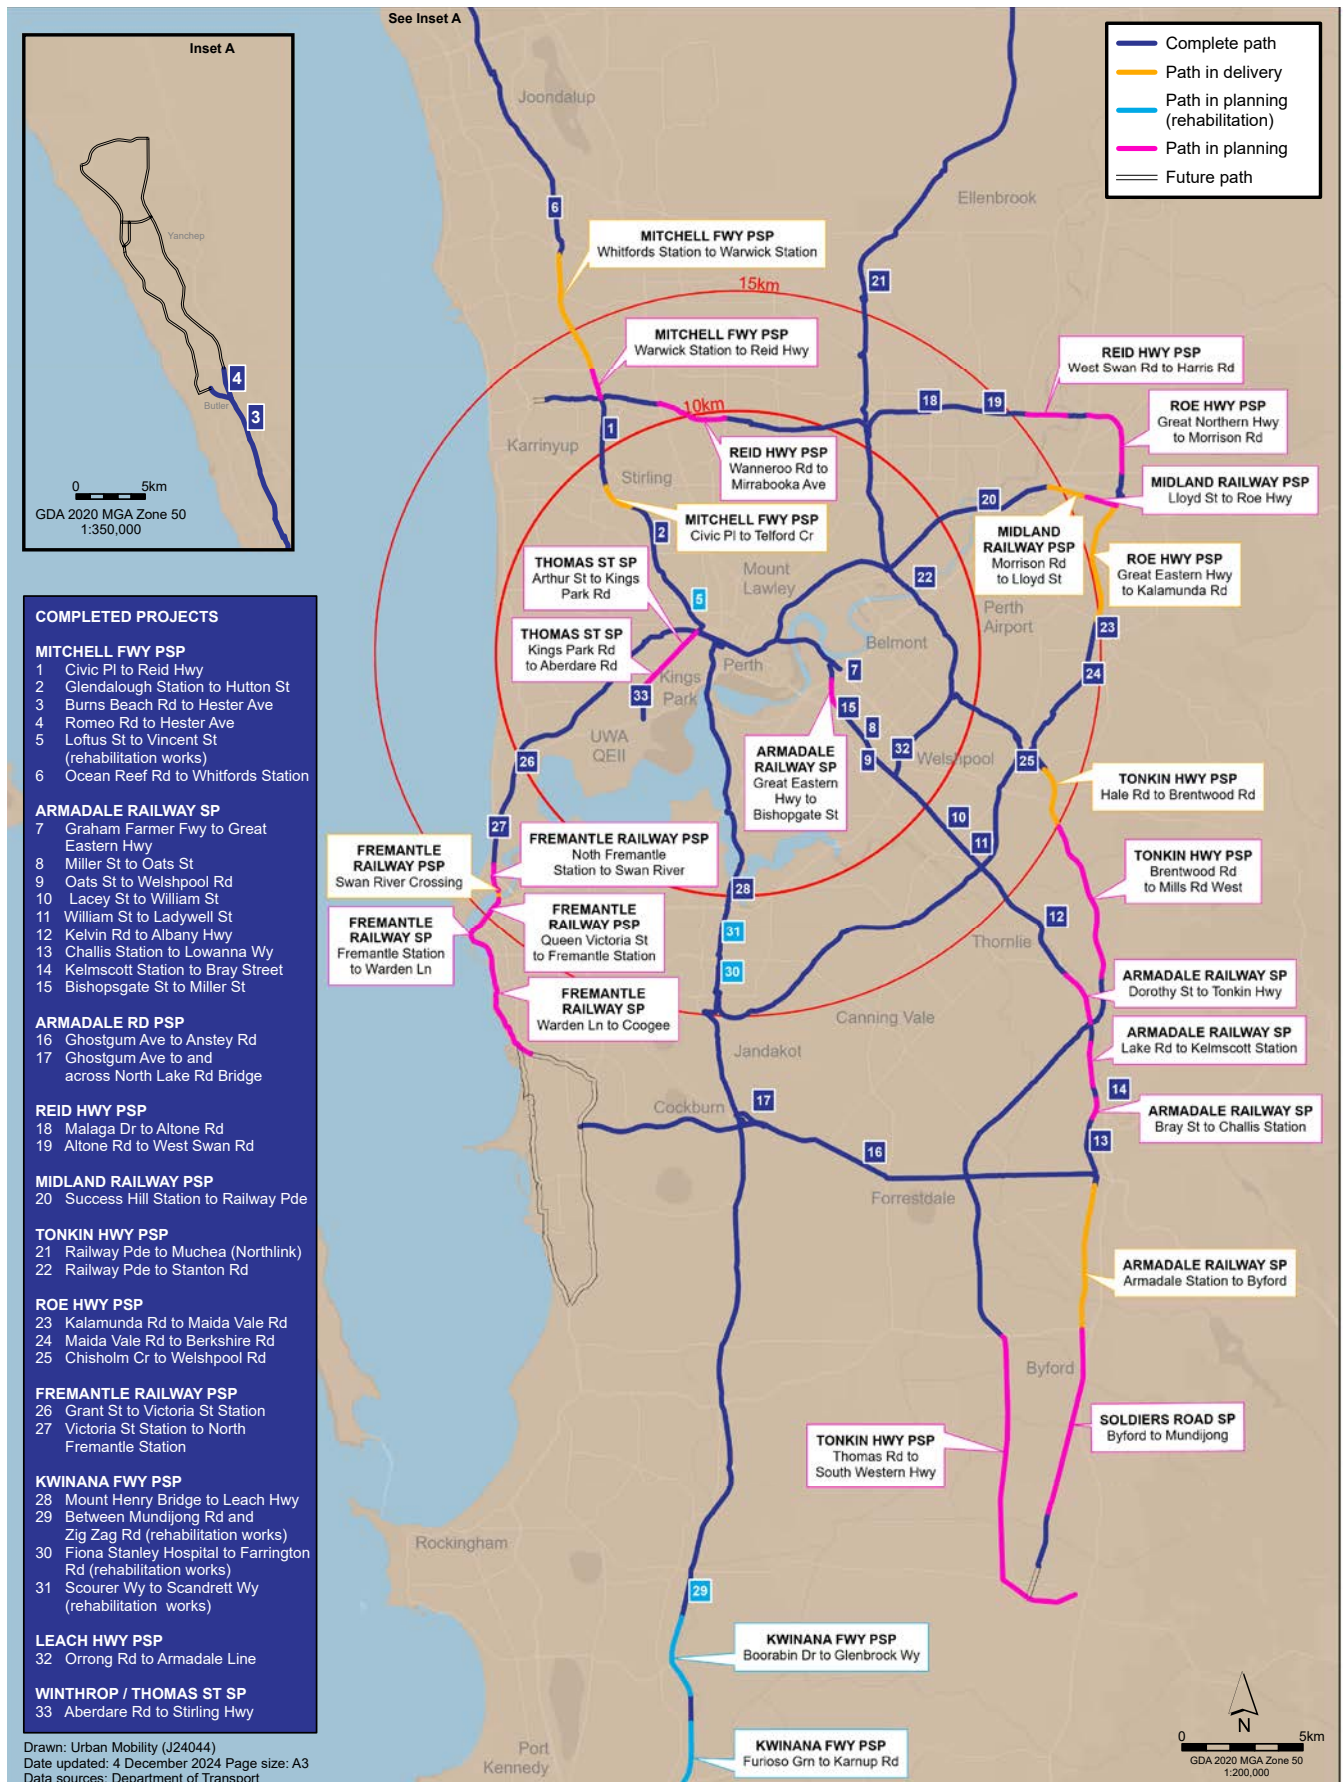 See Inset A
Inset A
Yanchep
4
Butler
3
0 5km
GDA 2020 MGA Zone 50
1:350,000
Complete path
Path in delivery
Path in planning
(rehabilitation)
Path in planning
Future path
Joondalup
Ellenbrook
6
MITCHELL FWY PSP
Whitfords Station to Warwick Station
21
15km
MITCHELL FWY PSP
Warwick Station to Reid Hwy
REID HWY PSP
West Swan Rd to Harris Rd
10km
18
19
ROE HWY PSP
Great Northern Hwy
to Morrison Rd
1
Karrinyup
REID HWY PSP
Wanneroo Rd to
Mirrabooka Ave
Stirling
MIDLAND RAILWAY PSP
Lloyd St to Roe Hwy
20
MITCHELL FWY PSP
Civic Pl to Telford Cr
2
MIDLAND
RAILWAY PSP
Morrison Rd
to Lloyd St
ROE HWY PSP
Great Eastern Hwy
to Kalamunda Rd
THOMAS ST SP
Arthur St to Kings
Park Rd
Mount
Lawley
22
5
Perth
Airport
THOMAS ST SP
Kings Park Rd
to Aberdare Rd
Belmont
23
Perth
7
24
Kings
Park
33
15
8
UWA
QEII
ARMADALE
RAILWAY SP
Great Eastern
Hwy to
Bishopgate St
32
9
Welshpool
25
26
TONKIN HWY PSP
Hale Rd to Brentwood Rd
27
10
11
FREMANTLE
RAILWAY PSP
Swan River Crossing
FREMANTLE RAILWAY PSP
Noth Fremantle
Station to Swan River
TONKIN HWY PSP
Brentwood Rd
to Mills Rd West
28
FREMANTLE
RAILWAY SP
Fremantle Station
to Warden Ln
FREMANTLE
RAILWAY PSP
Queen Victoria St
to Fremantle Station
31
12
Thornlie
30
ARMADALE RAILWAY SP
Dorothy St to Tonkin Hwy
FREMANTLE
RAILWAY SP
Warden Ln to Coogee
Canning Vale
ARMADALE RAILWAY SP
Lake Rd to Kelmscott Station
Jandakot
14
Cockburn
17
ARMADALE RAILWAY SP
Bray St to Challis Station
13
16
Forrestdale
ARMADALE RAILWAY SP
Armadale Station to Byford
Byford
SOLDIERS ROAD SP
Byford to Mundijong
TONKIN HWY PSP
Thomas Rd to
South Western Hwy
Rockingham
29
KWINANA FWY PSP
Boorabin Dr to Glenbrock Wy
KWINANA FWY PSP
Furioso Grn to Karnup Rd
Port
Kennedy
N
0 5km
GDA 2020 MGA Zone 50
1:200,000
COMPLETED PROJECTS
MITCHELL FWY PSP
1 Civic Pl to Reid Hwy
2 Glendalough Station to Hutton St
3 Burns Beach Rd to Hester Ave
4 Romeo Rd to Hester Ave
5 Loftus St to Vincent St
(rehabilitation works)
6 Ocean Reef Rd to Whitfords Station
ARMADALE RAILWAY SP
7 Graham Farmer Fwy to Great
Eastern Hwy
8 Miller St to Oats St
9 Oats St to Welshpool Rd
10 Lacey St to William St
11 William St to Ladywell St
12 Kelvin Rd to Albany Hwy
13 Challis Station to Lowanna Wy
14 Kelmscott Station to Bray Street
15 Bishopsgate St to Miller St
ARMADALE RD PSP
16 Ghostgum Ave to Anstey Rd
17 Ghostgum Ave to and
across North Lake Rd Bridge
REID HWY PSP
18 Malaga Dr to Altone Rd
19 Altone Rd to West Swan Rd
MIDLAND RAILWAY PSP
20 Success Hill Station to Railway Pde
TONKIN HWY PSP
21 Railway Pde to Muchea (Northlink)
22 Railway Pde to Stanton Rd
ROE HWY PSP
23 Kalamunda Rd to Maida Vale Rd
24 Maida Vale Rd to Berkshire Rd
25 Chisholm Cr to Welshpool Rd
FREMANTLE RAILWAY PSP
26 Grant St to Victoria St Station
27 Victoria St Station to North
Fremantle Station
KWINANA FWY PSP
28 Mount Henry Bridge to Leach Hwy
29 Between Mundijong Rd and
Zig Zag Rd (rehabilitation works)
30 Fiona Stanley Hospital to Farrington
Rd (rehabilitation works)
31 Scourer Wy to Scandrett Wy
(rehabilitation works)
LEACH HWY PSP
32 Orrong Rd to Armadale Line
WINTHROP / THOMAS ST SP
33 Aberdare Rd to Stirling Hwy
Drawn: Urban Mobility (J24044)
Date updated: 4 December 2024 Page size: A3
Data sources: Department of Transport